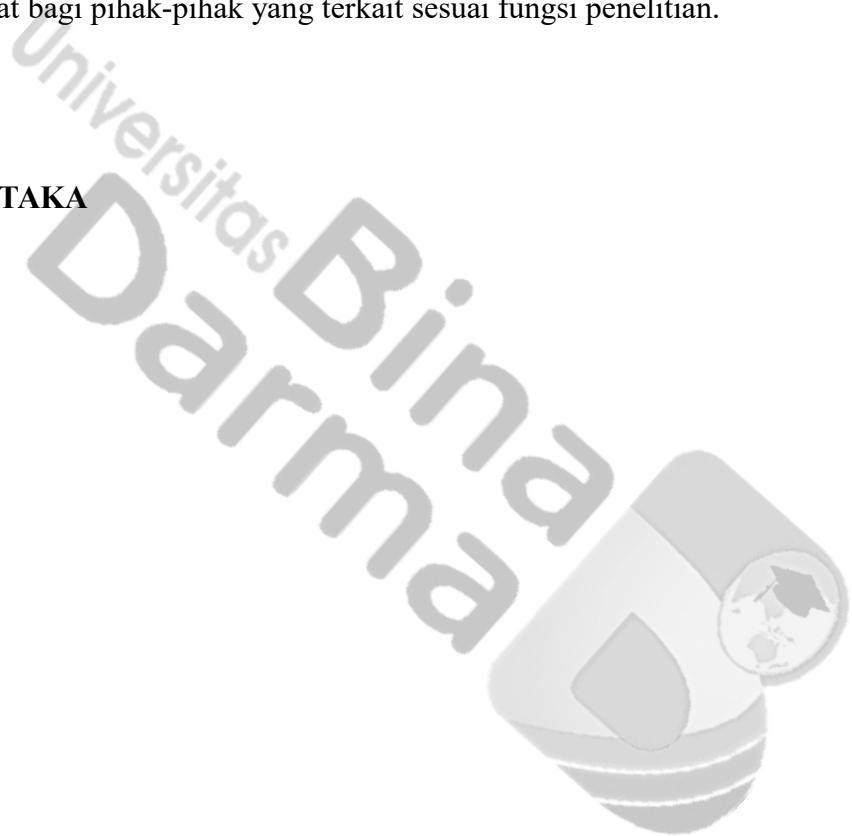 at bagi pihak-pihak yang terkait sesuai fungsi penelitian.
Universitas
Bina
Darma
TAKA